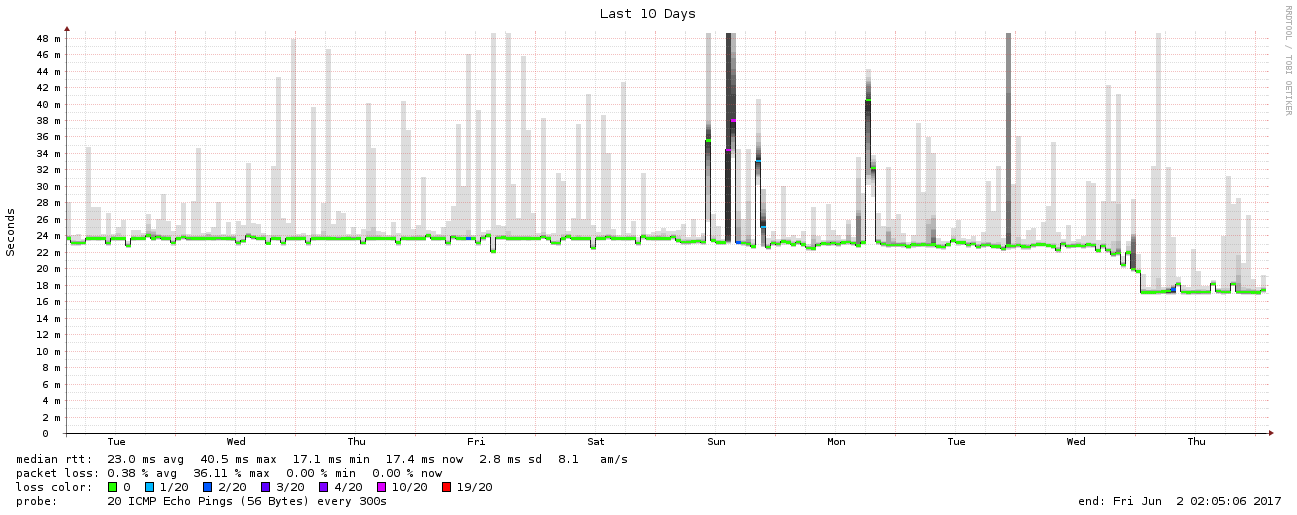 Last 10 Days
RRDTOOL / TOBI OETIKER
Seconds
48 m
46 m
44 m
42 m
40 m
38 m
36 m
34 m
32 m
30 m
28 m
26 m
24 m
22 m
20 m
18 m
16 m
14 m
12 m
10 m
8 m
6 m
4 m
2 m
0
Tue Wed Thu Fri Sat Sun Mon Tue Wed Thu
median rtt: 23.0 ms avg 40.5 ms max 17.1 ms min 17.4 ms now 2.8 ms sd 8.1 am/s
packet loss: 0.38 % avg 36.11 % max 0.00 % min 0.00 % now
loss color: 0 1/20 2/20 3/20 4/20 10/20 19/20
probe: 20 ICMP Echo Pings (56 Bytes) every 300s end: Fri Jun 2 02:05:06 2017